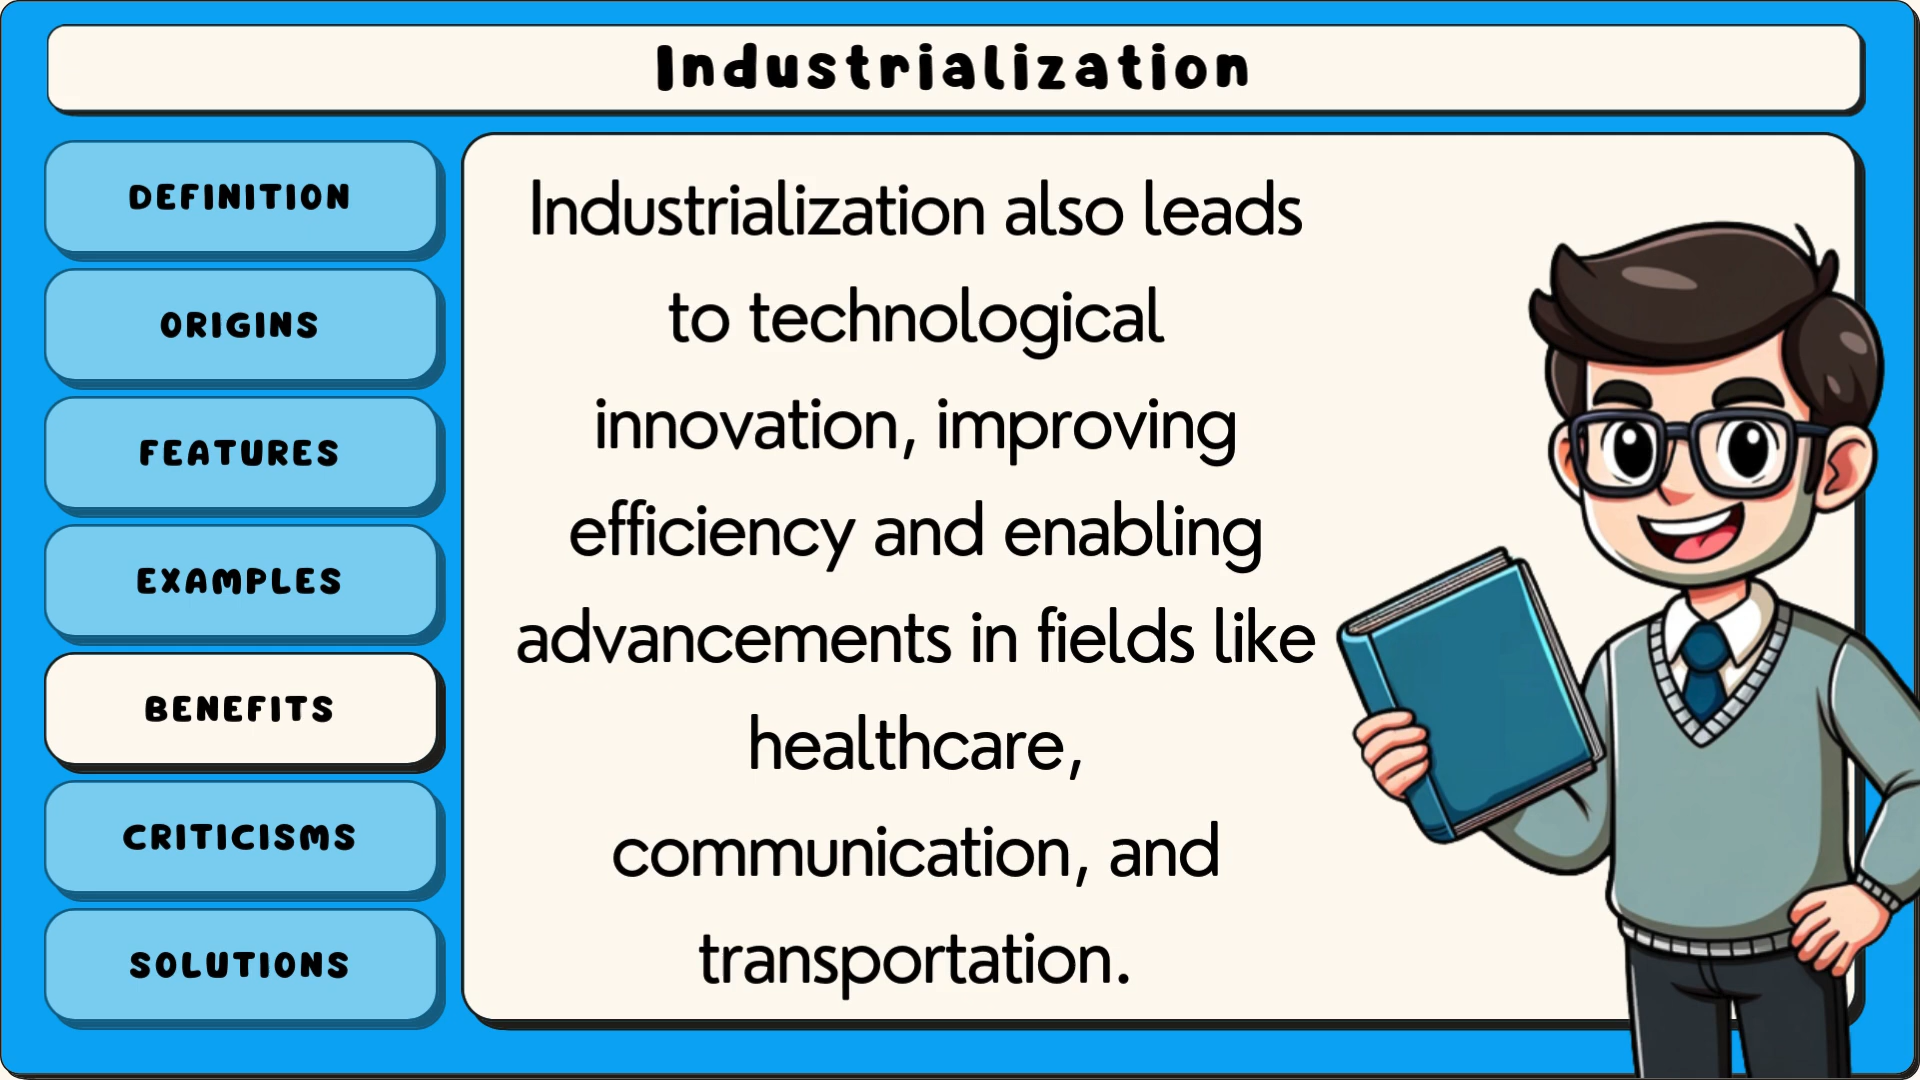 Industrialization
DEFINITION
ORIGINS
FEATURES
EXAMPLES
BENEFITS
CRITICISMS
SOLUTIONS
Industrialization also leads
to technological
innovation, improving
efficiency and enabling
advancements in fields like
healthcare,
communication, and
transportation.